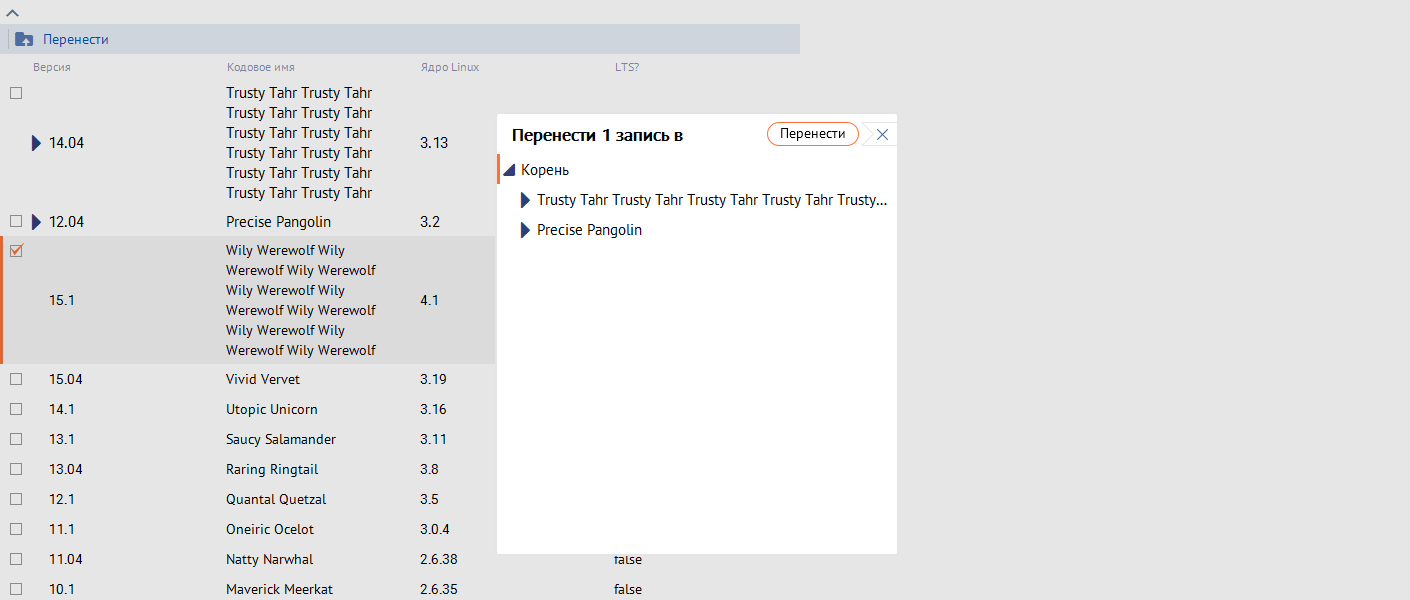 Перенести
Версия Кодовое имя Ядро Linux LTS?
Trusty Tahr Trusty Tahr
Trusty Tahr Trusty Tahr
Trusty Tahr Trusty Tahr
14.04 3.13
Trusty Tahr Trusty Tahr
Trusty Tahr Trusty Tahr
Trusty Tahr Trusty Tahr
12.04 Precise Pangolin 3.2
Wily Werewolf Wily
Werewolf Wily Werewolf
Wily Werewolf Wily
15.1 4.1
Werewolf Wily Werewolf
Wily Werewolf Wily
Werewolf Wily Werewolf
15.04 Vivid Vervet 3.19
14.1 Utopic Unicorn 3.16
13.1 Saucy Salamander 3.11
13.04 Raring Ringtail 3.8
12.1 Quantal Quetzal 3.5
11.1 Oneiric Ocelot 3.0.4
11.04 Natty Narwhal 2.6.38 false
10.1 Maverick Meerkat 2.6.35 false
Перенести 1 запись в Перенести
Корень
Trusty Tahr Trusty Tahr Trusty Tahr Trusty Tahr Trusty...
Precise Pangolin